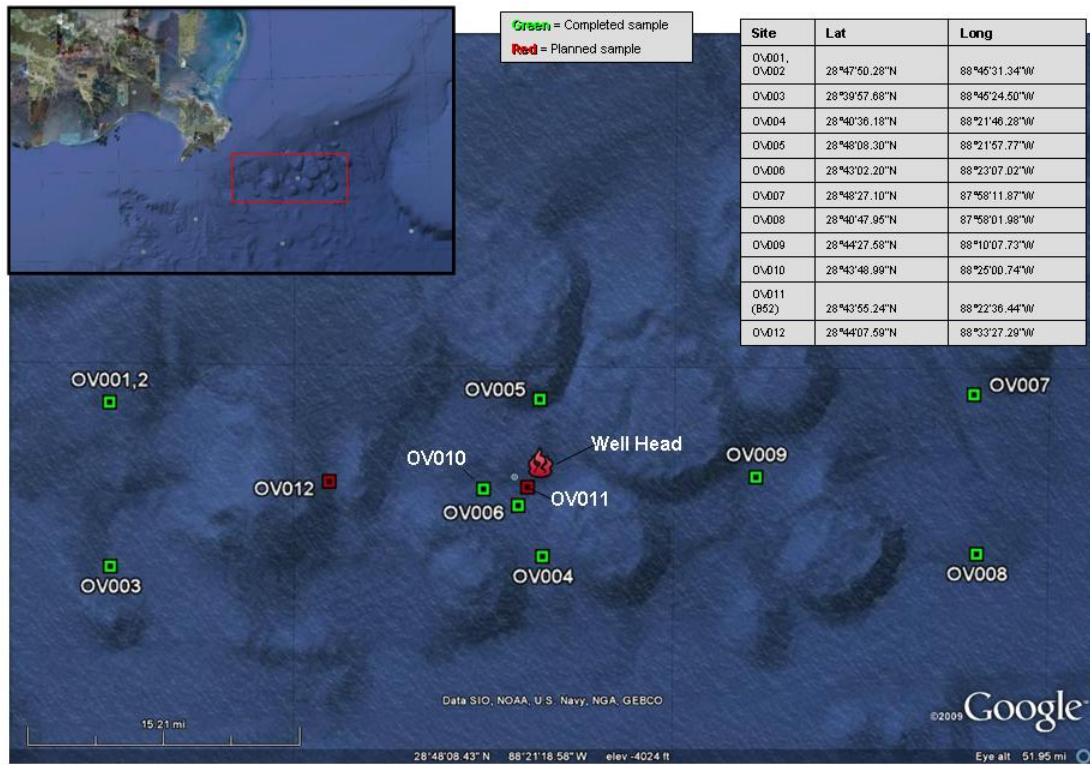 Green = Completed sample
Red = Planned sample
Site Lat Long
OV001,
OV002 28°47'50.28"N 88°45'31.34"W
OV003 28°39'57.68"N 88°45'24.50"W
OV004 28°40'36.18"N 88°21'46.28"W
OV005 28°48'08.30"N 88°21'57.77"W
OV006 28°43'02.20"N 88°23'07.02"W
OV007 28°48'27.10"N 87°58'11.87"W
OV008 28°40'47.95"N 87°58'01.98"W
OV009 28°44'27.58"N 88°10'07.73"W
OV010 28°43'48.99"N 88°25'00.74"W
OV011
(B52) 28°43'55.24"N 88°22'36.44"W
OV012 28°44'07.59"N 88°33'27.29"W
OV001,2
OV005
OV007
Well Head
OV010
OV009
OV012
OV011
OV006
OV004
OV003
OV008
Data SIO, NOAA, U.S. Navy, NGA, GEBCO
©2009 Google
15.21 mi
28°48'08.43" N 88°21'18.58" W elev -4024 ft Eye alt 51.95 mi